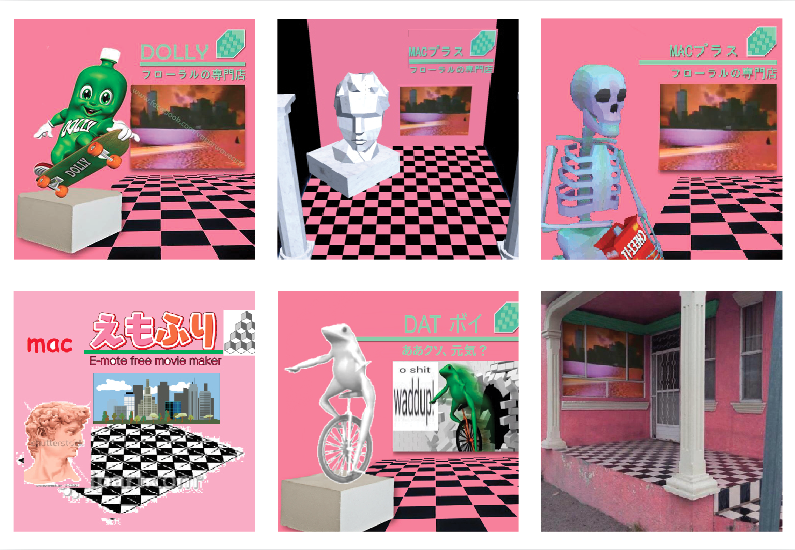 DOLLY
フローラルの専門店
DOLLY
DOLLY
MACプラス
フローラルの専門店
MACプラス
フローラルの専門店
CHEEZ-IT
mac
えもふり
E-mote free movie maker
DAT ボイ
ああクソ、元気？
o shit
waddup!